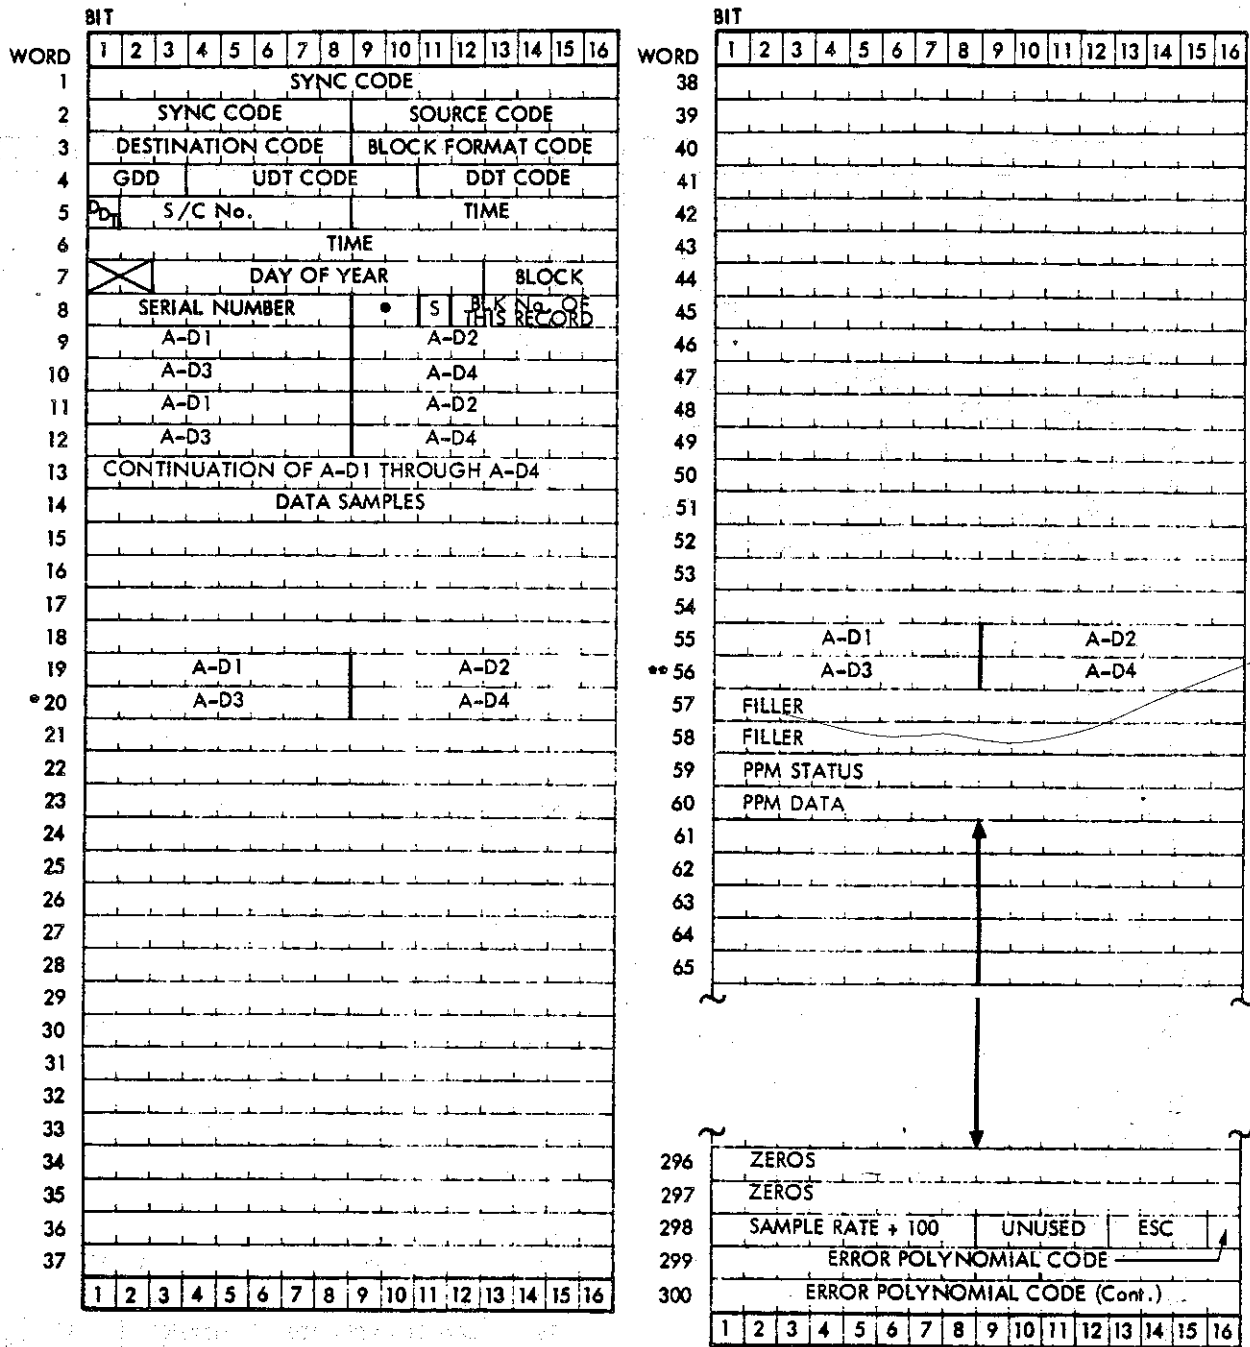 BIT
WORD 1 2 3 4 5 6 7 8 9 10 11 12 13 14 15 16
1 SYNC CODE
2 SYNC CODE SOURCE CODE
3 DESTINATION CODE BLOCK FORMAT CODE
4 GDD UDT CODE DDT CODE
5 DDT S/C No. TIME
6 TIME
7 DAY OF YEAR BLOCK
8 SERIAL NUMBER • S BLK No. OF THIS RECORD
9 A-D1 A-D2
10 A-D3 A-D4
11 A-D1 A-D2
12 A-D3 A-D4
13 CONTINUATION OF A-D1 THROUGH A-D4
14 DATA SAMPLES
15
16
17
18
19 A-D1 A-D2
•20 A-D3 A-D4
21
22
23
24
25
26
27
28
29
30
31
32
33
34
35
36
37
1 2 3 4 5 6 7 8 9 10 11 12 13 14 15 16
BIT
WORD 1 2 3 4 5 6 7 8 9 10 11 12 13 14 15 16
38
39
40
41
42
43
44
45
46
47
48
49
50
51
52
53
54
55 A-D1 A-D2
••56 A-D3 A-D4
57 FILLER
58 FILLER
59 PPM STATUS
60 PPM DATA
61
62
63
64
65
296 ZEROS
297 ZEROS
298 SAMPLE RATE + 100 UNUSED ESC
299 ERROR POLYNOMIAL CODE
300 ERROR POLYNOMIAL CODE (Cont.)
1 2 3 4 5 6 7 8 9 10 11 12 13 14 15 16